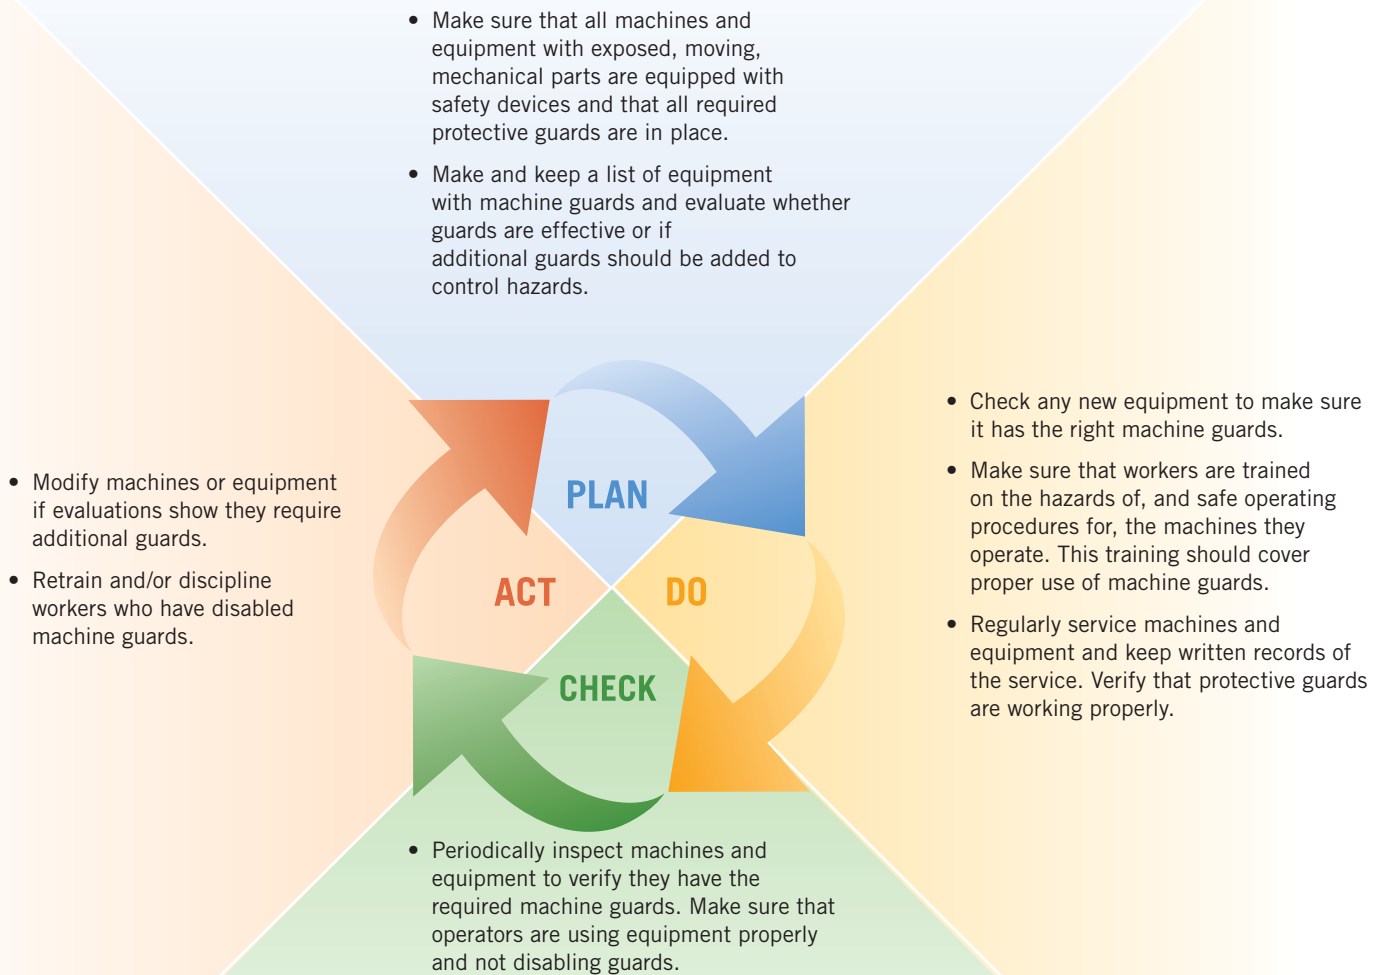 • Make sure that all machines and
equipment with exposed, moving,
mechanical parts are equipped with
safety devices and that all required
protective guards are in place.
• Make and keep a list of equipment
with machine guards and evaluate whether
guards are effective or if
additional guards should be added to
control hazards.
PLAN
DO
• Check any new equipment to make sure
it has the right machine guards.
• Make sure that workers are trained
on the hazards of, and safe operating
procedures for, the machines they
operate. This training should cover
proper use of machine guards.
• Regularly service machines and
equipment and keep written records of
the service. Verify that protective guards
are working properly.
CHECK
• Periodically inspect machines and
equipment to verify they have the
required machine guards. Make sure that
operators are using equipment properly
and not disabling guards.
ACT
• Modify machines or equipment
if evaluations show they require
additional guards.
• Retrain and/or discipline
workers who have disabled
machine guards.